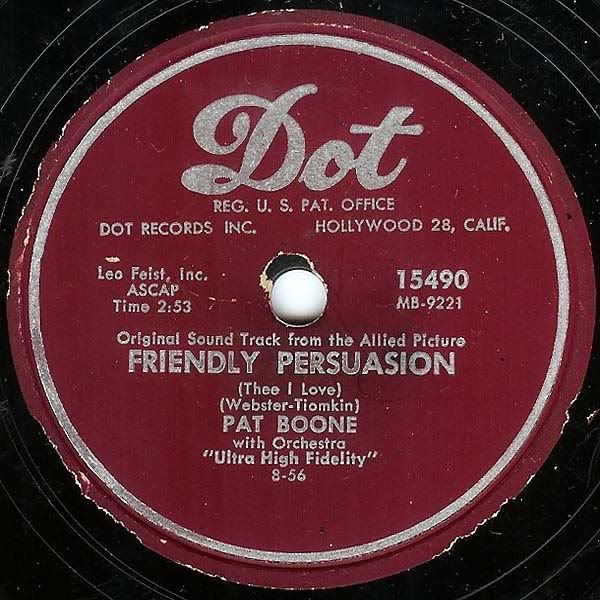 Dot
REG. U. S. PAT. OFFICE
DOT RECORDS INC. HOLLYWOOD 28, CALIF.
Leo Feist, Inc.
ASCAP
Time 2:53
15490
MB-9221
Original Sound Track from the Allied Picture
FRIENDLY PERSUASION
(Thee I Love)
(Webster-Tiomkin)
PAT BOONE
with Orchestra
"Ultra High Fidelity"
8-56